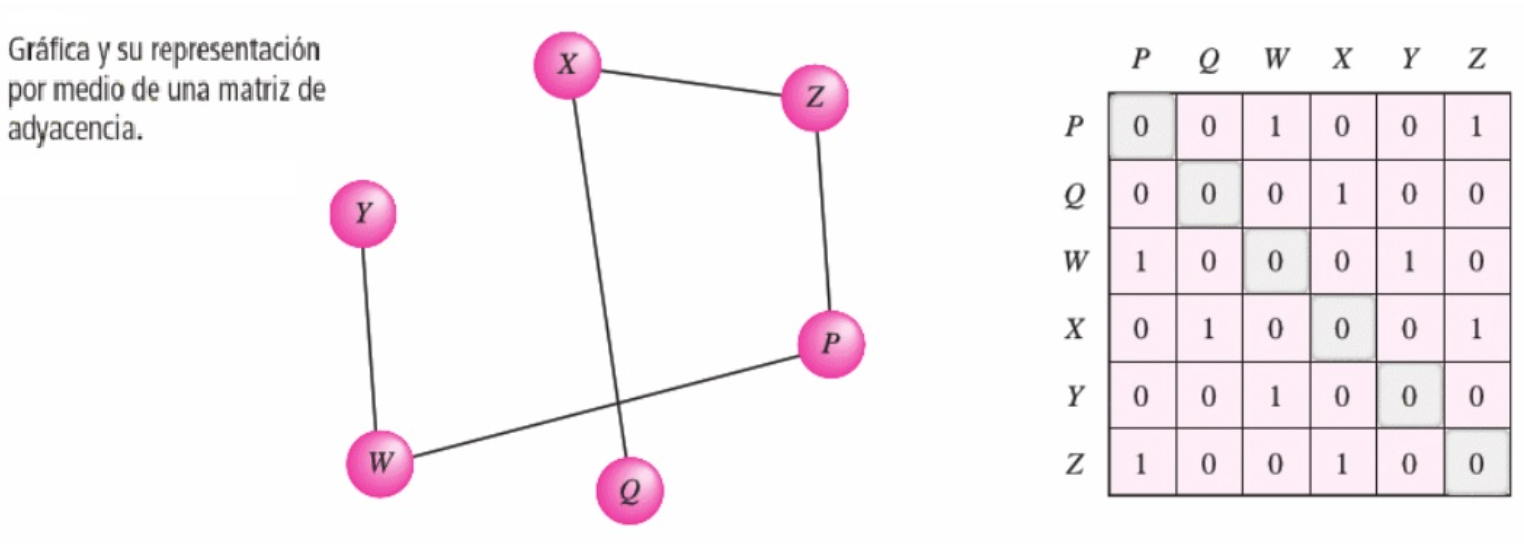 Gráfica y su representación
por medio de una matriz de
adyacencia.
X
Z
Y
P
W
Q
P Q W X Y Z
P 0 0 1 0 0 1
Q 0 0 0 1 0 0
W 1 0 0 0 1 0
X 0 1 0 0 0 1
Y 0 0 1 0 0 0
Z 1 0 0 1 0 0